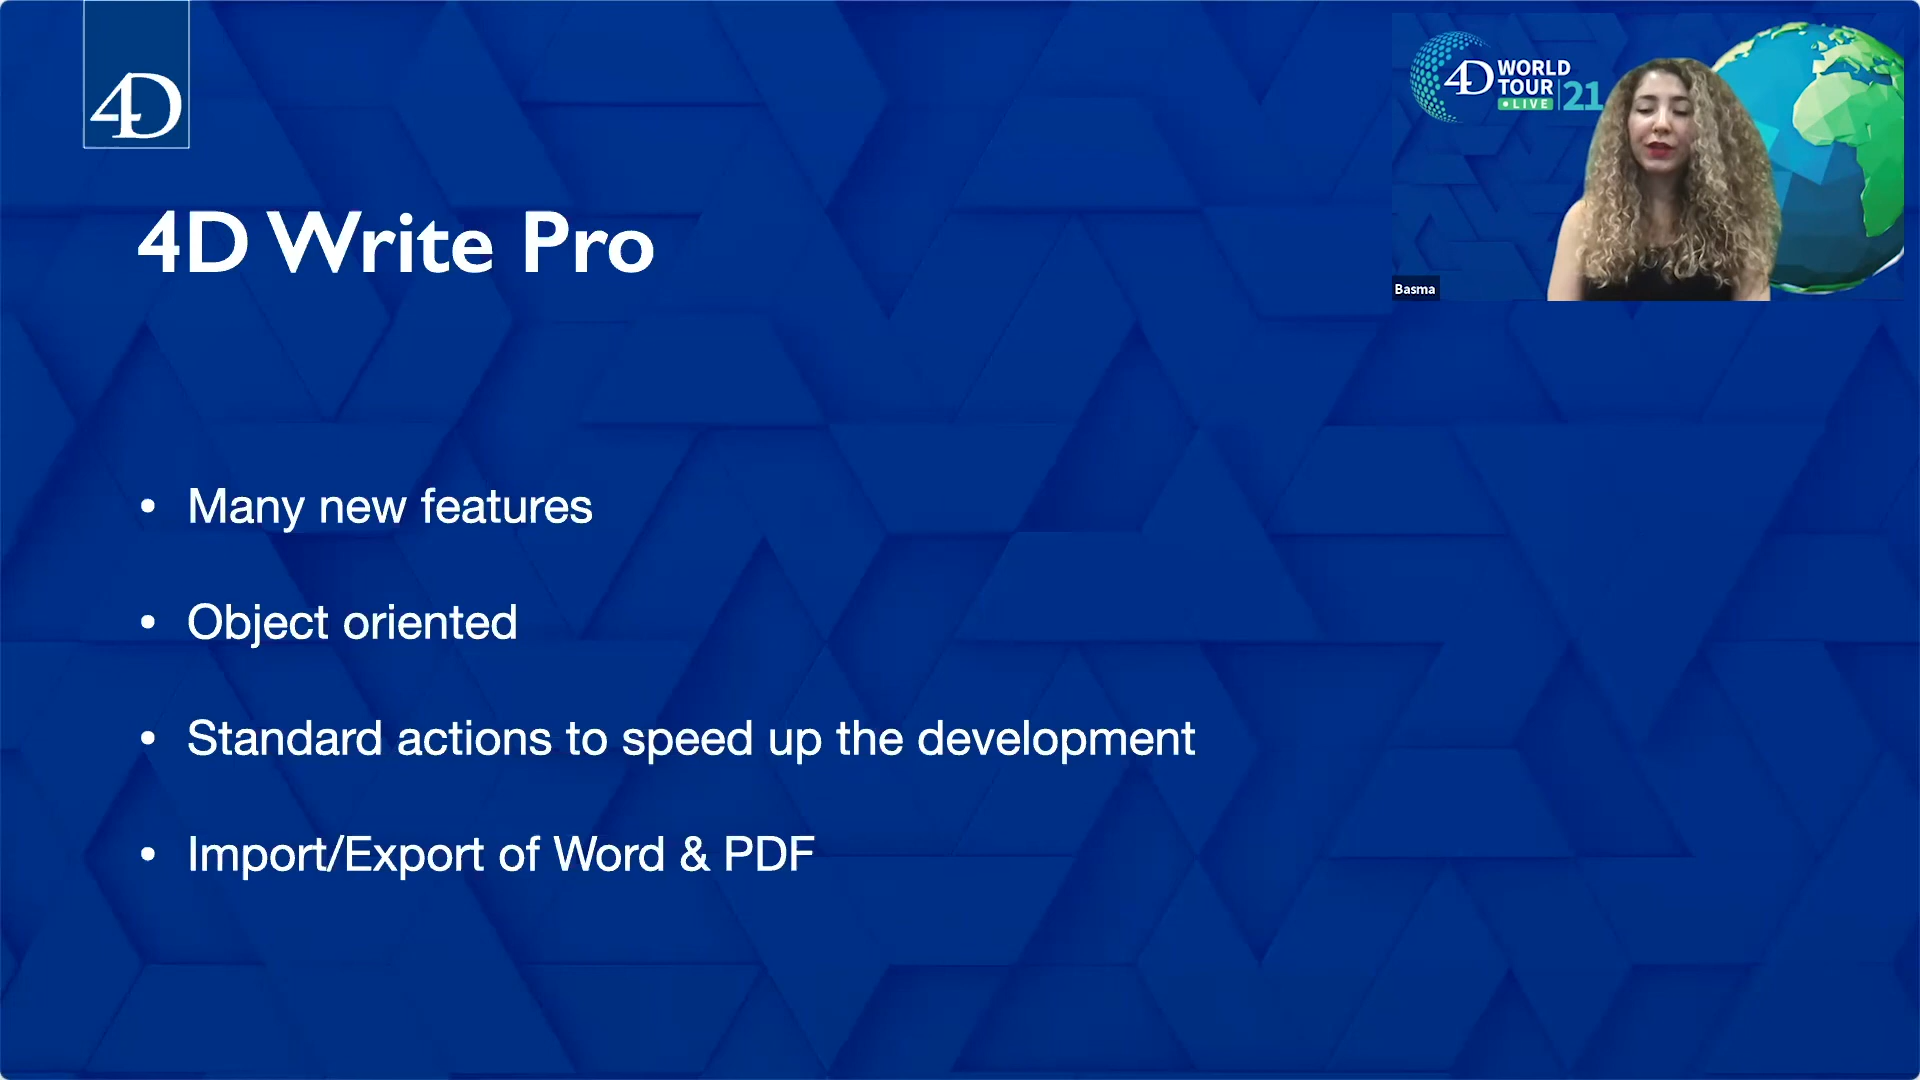 4D
4D WORLD
TOUR
LIVE 21
Basma
4D Write Pro
• Many new features
• Object oriented
• Standard actions to speed up the development
• Import/Export of Word & PDF